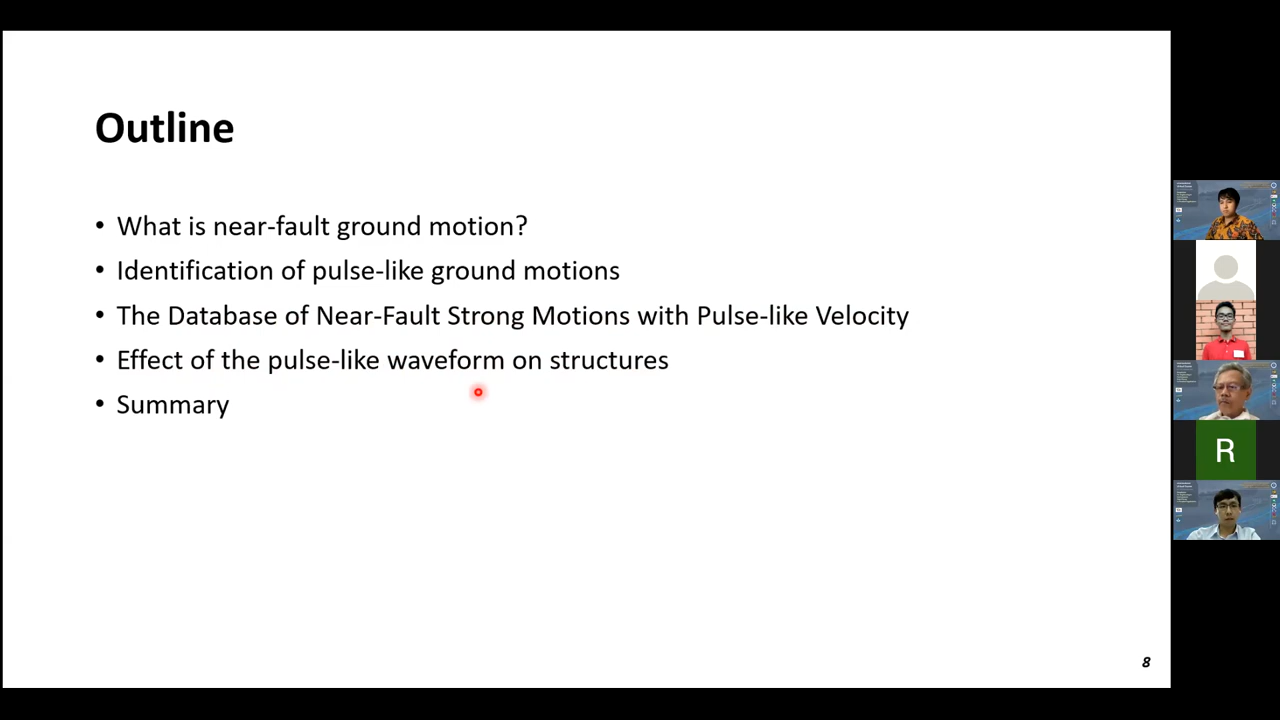 Outline
• What is near-fault ground motion?
• Identification of pulse-like ground motions
• The Database of Near-Fault Strong Motions with Pulse-like Velocity
• Effect of the pulse-like waveform on structures
• Summary
8
R